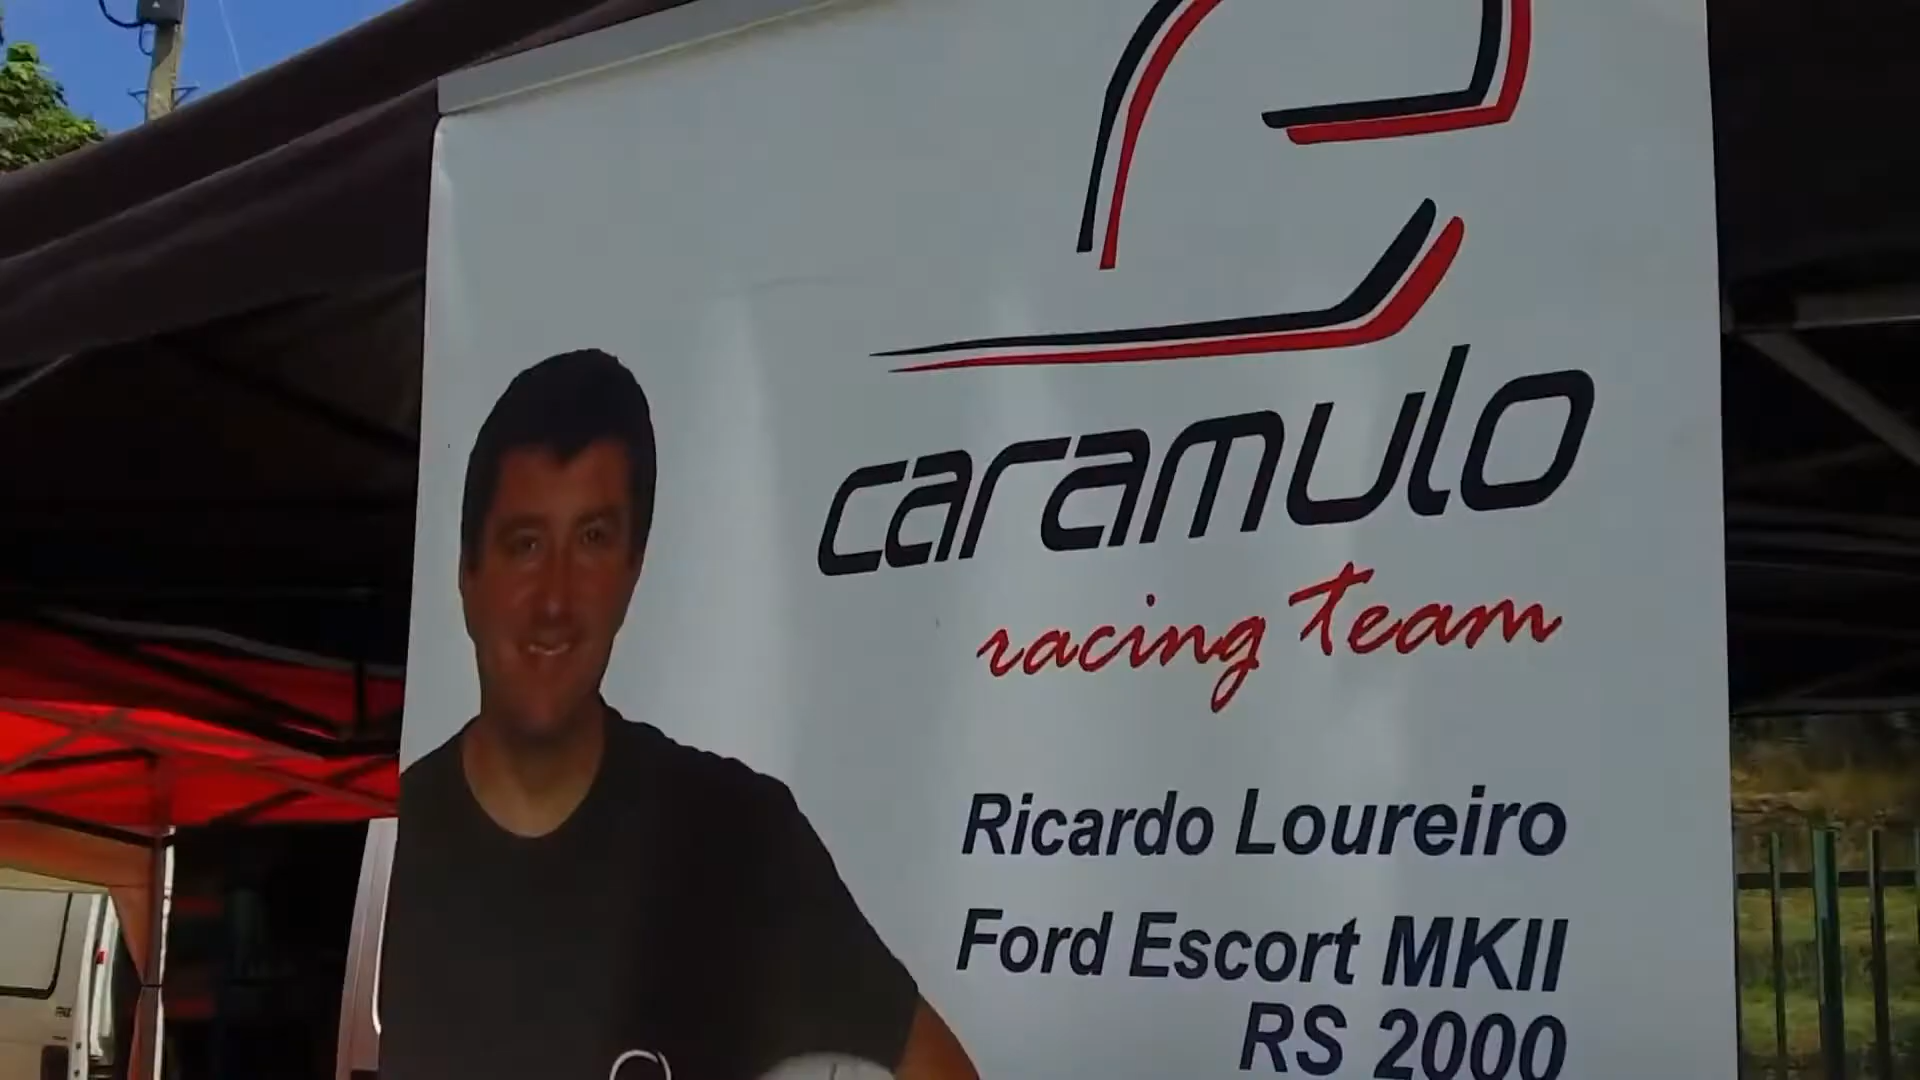 caramulo
racing team
Ricardo Loureiro
Ford Escort MKII
RS 2000